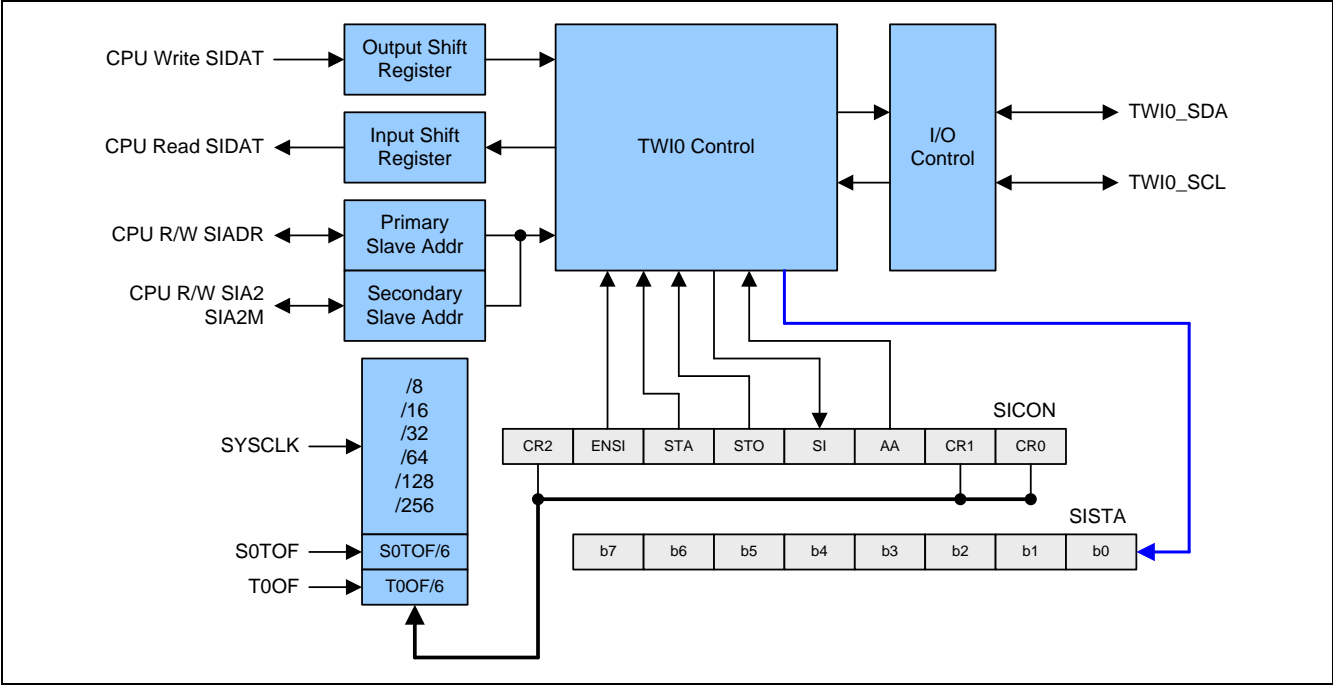 CPU Write SIDAT
Output Shift
Register
CPU Read SIDAT
Input Shift
Register
TWI0 Control
I/O
Control
TWI0_SDA
TWI0_SCL
CPU R/W SIADR
Primary
Slave Addr
CPU R/W SIA2
SIA2M
Secondary
Slave Addr
SYSCLK
/8
/16
/32
/64
/128
/256
S0TOF
S0TOF/6
T0OF
T0OF/6
SICON
CR2 ENSI STA STO SI AA CR1 CR0
SISTA
b7 b6 b5 b4 b3 b2 b1 b0